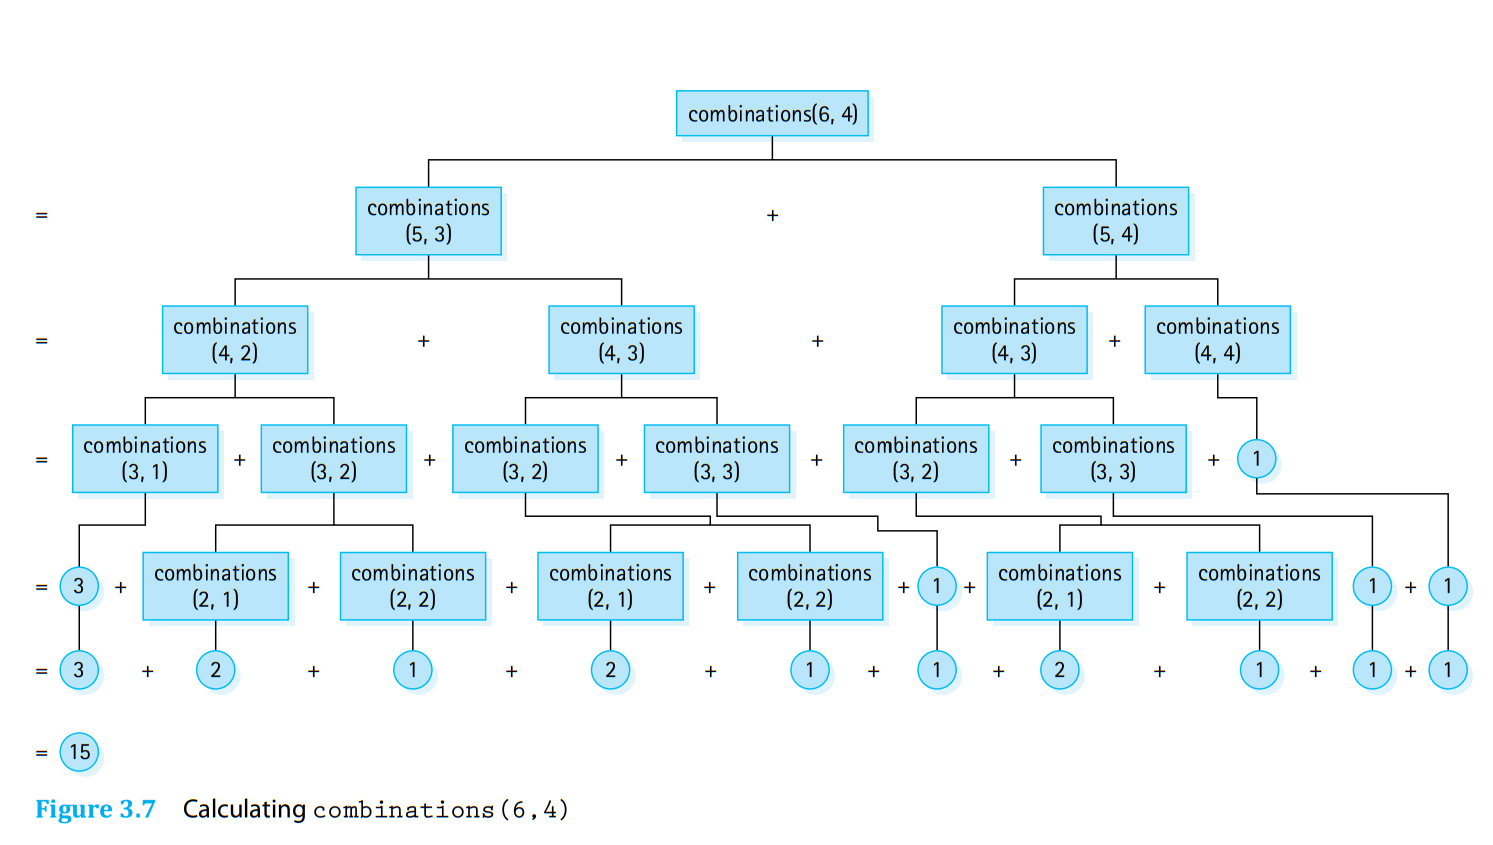 combinations(6, 4)
= combinations (5, 3) + combinations (5, 4)
= combinations (4, 2) + combinations (4, 3) + combinations (4, 3) + combinations (4, 4)
= combinations (3, 1) + combinations (3, 2) + combinations (3, 2) + combinations (3, 3) + combinations (3, 2) + combinations (3, 3) + 1
= 3 + combinations (2, 1) + combinations (2, 2) + combinations (2, 1) + combinations (2, 2) + 1 + combinations (2, 1) + combinations (2, 2) 1 + 1
= 3 + 2 + 1 + 2 + 1 + 1 + 2 + 1 + 1 + 1
= 15
Figure 3.7 Calculating combinations(6,4)